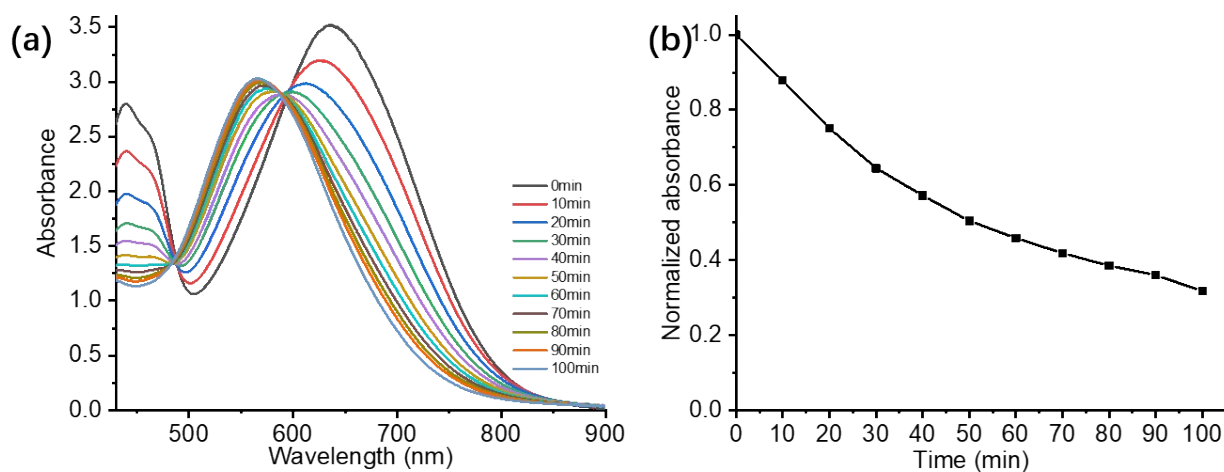 (a)
Absorbance
3.5
3.0
2.5
2.0
1.5
1.0
0.5
0.0
500
600
700
800
900
Wavelength (nm)
0min
10min
20min
30min
40min
50min
60min
70min
80min
90min
100min
(b)
Normalized absorbance
1.0
0.8
0.6
0.4
0.2
0.0
0 10 20 30 40 50 60 70 80 90 100
Time (min)